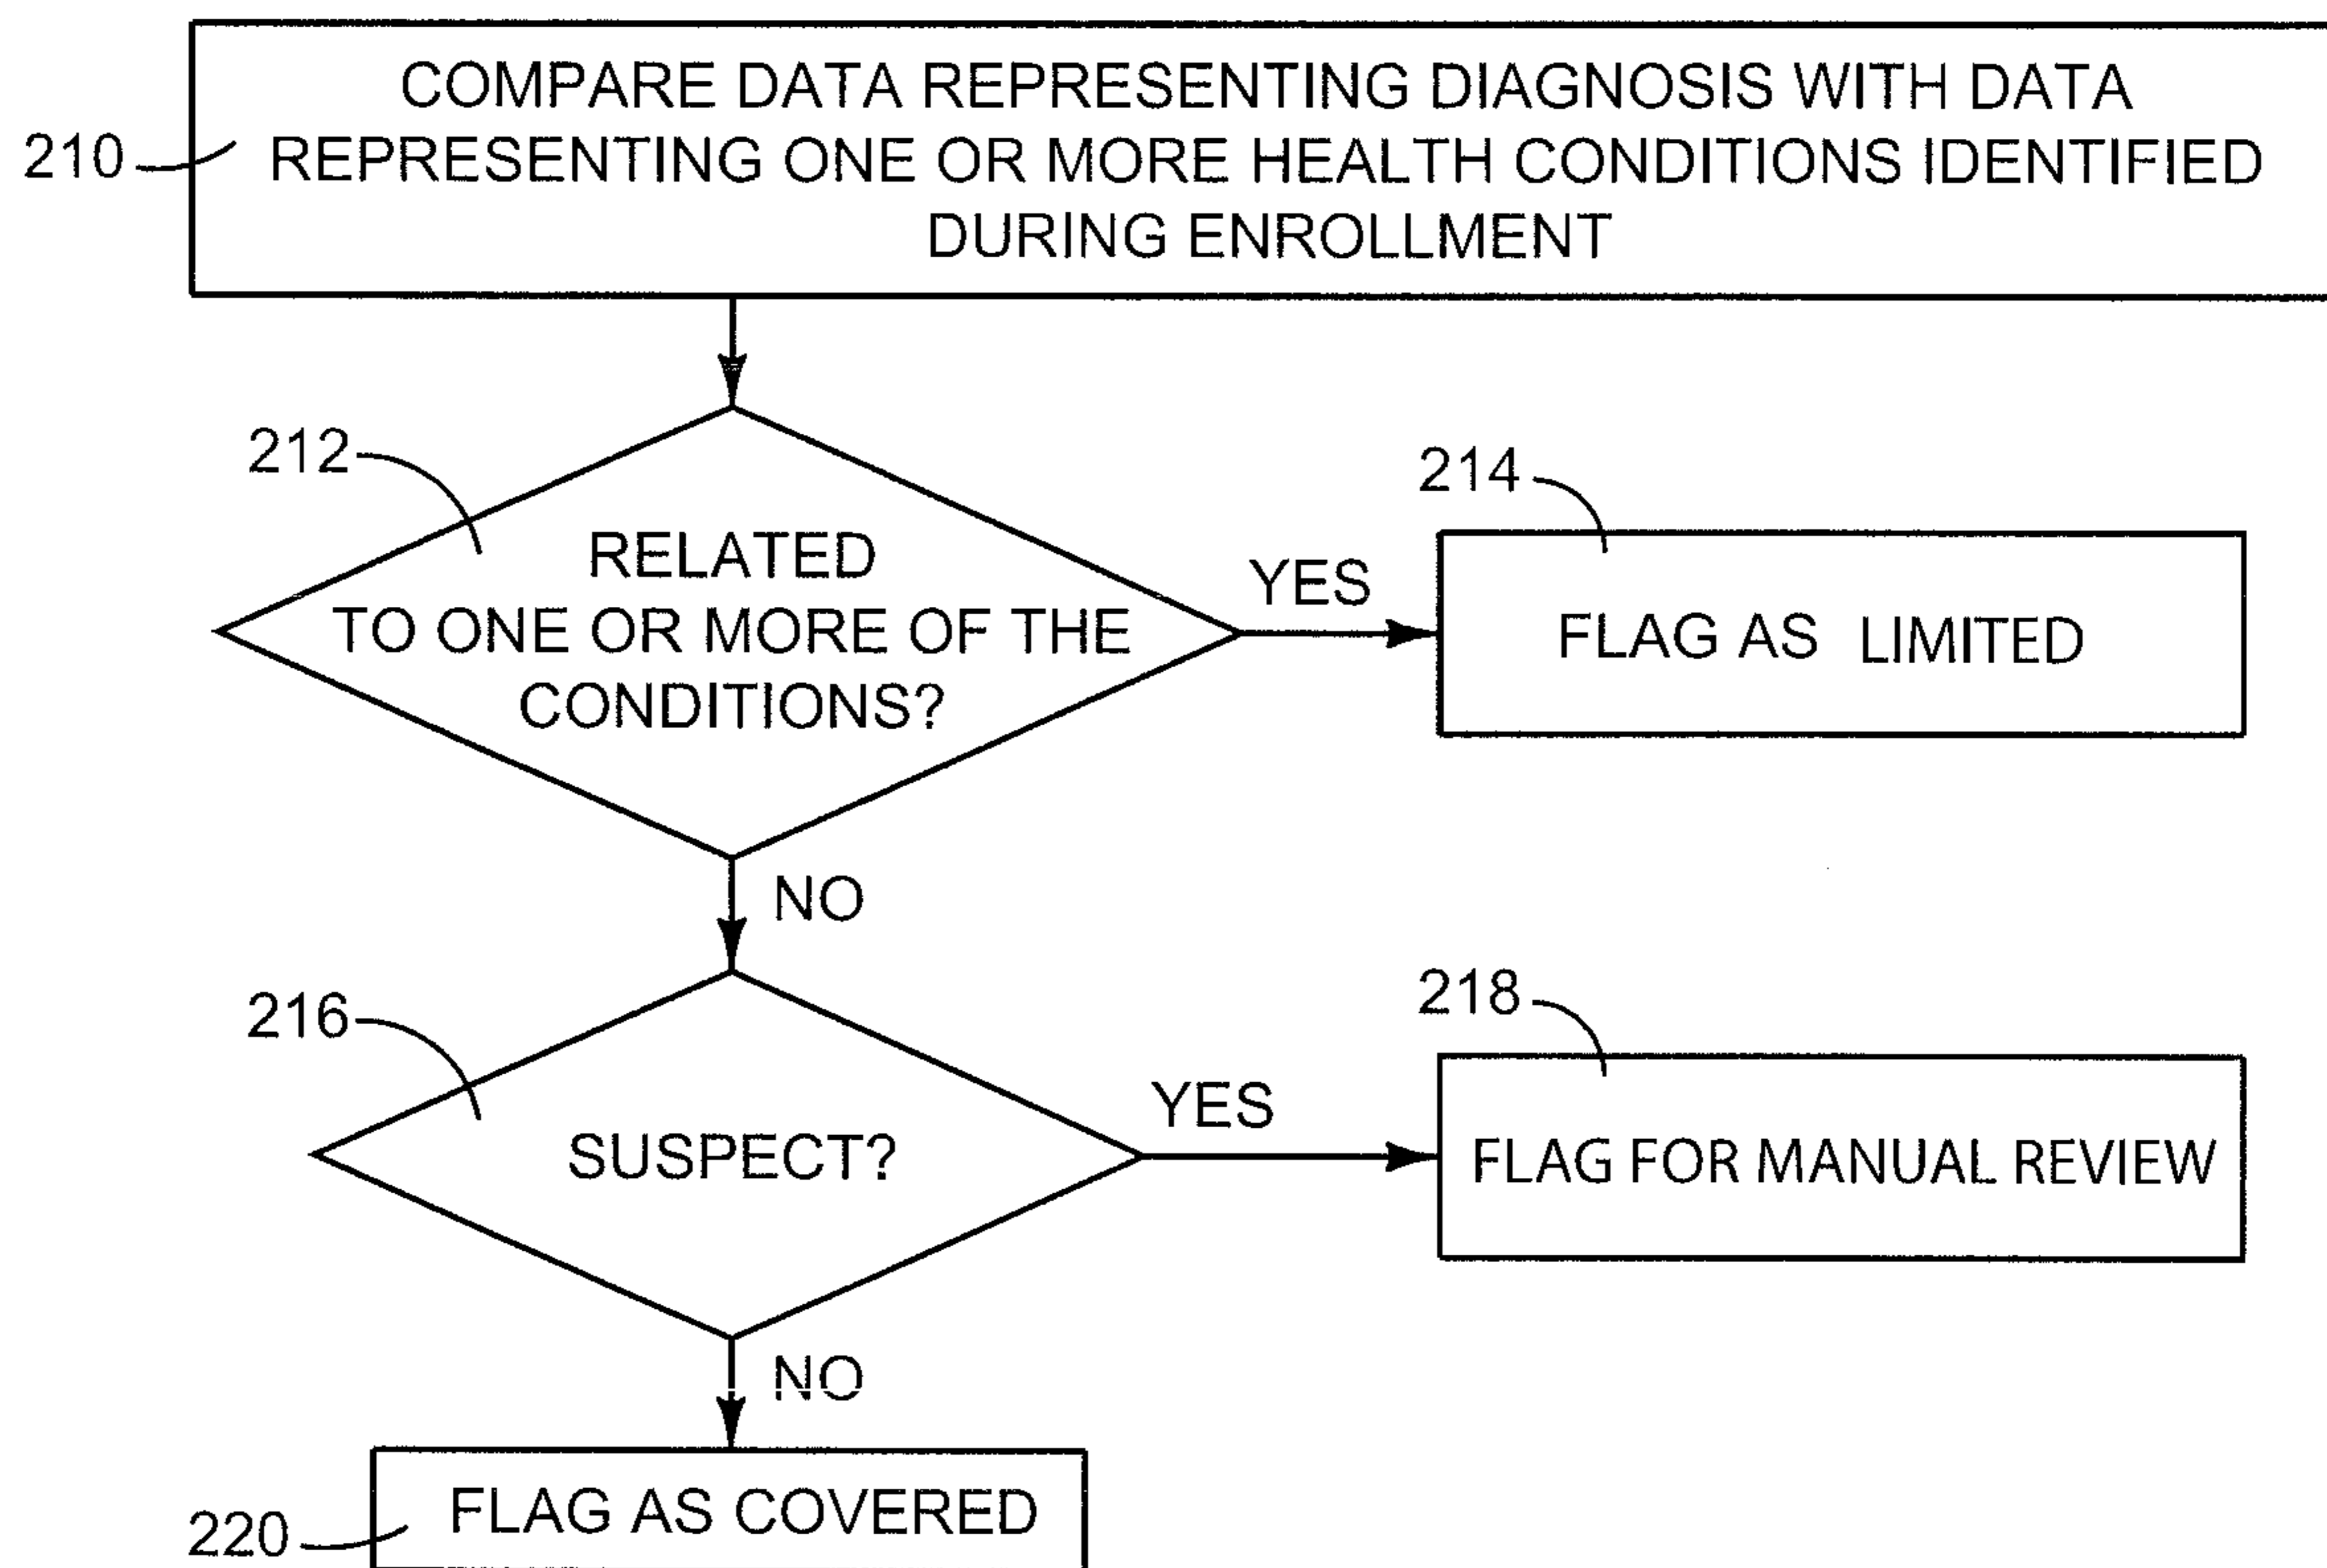 COMPARE DATA REPRESENTING DIAGNOSIS WITH DATA
210
REPRESENTING ONE OR MORE HEALTH CONDITIONS IDENTIFIED
DURING ENROLLMENT
212
RELATED
TO ONE OR MORE OF THE
CONDITIONS?
YES
214
FLAG AS LIMITED
NO
216
SUSPECT?
YES
218
FLAG FOR MANUAL REVIEW
NO
220
FLAG AS COVERED